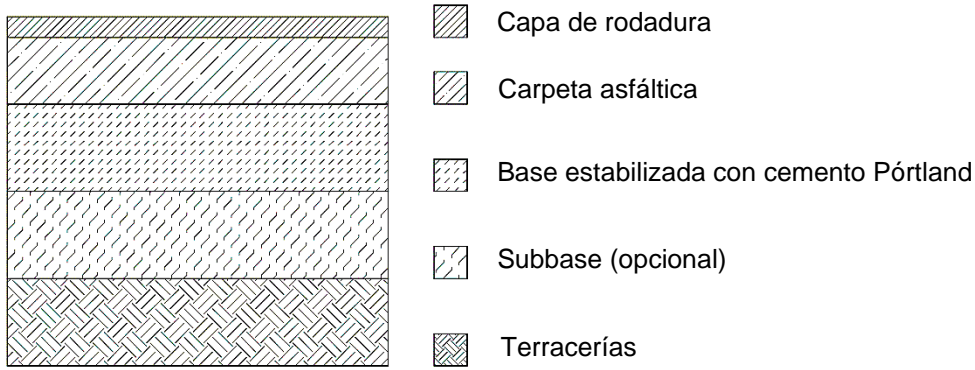 Capa de rodadura
Carpeta asfáltica
Base estabilizada con cemento Pórtland
Subbase (opcional)
Terracerías